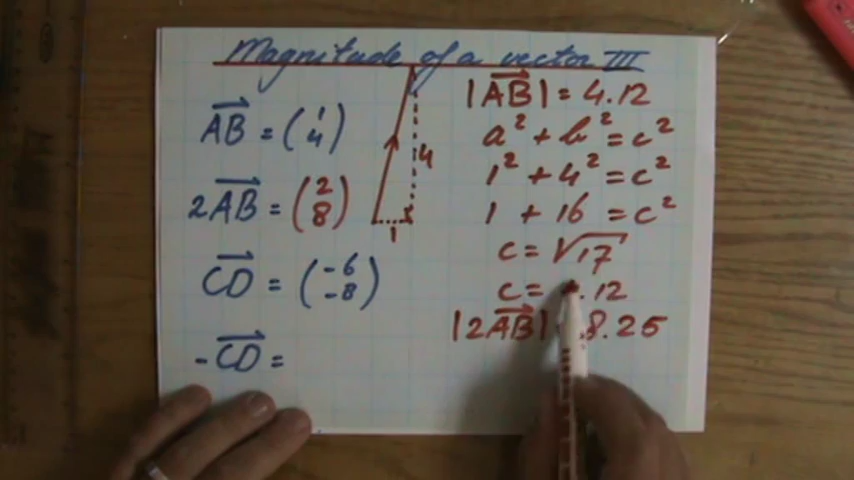 Magnitude of a vector III
AB = (1 4)
2AB = (2 8)
CD = (-6 -8)
-CD =
4
1
|AB| = 4.12
a² + b² = c²
1² + 4² = c²
1 + 16 = c²
c = √17
c = .12
|2AB| 8.25